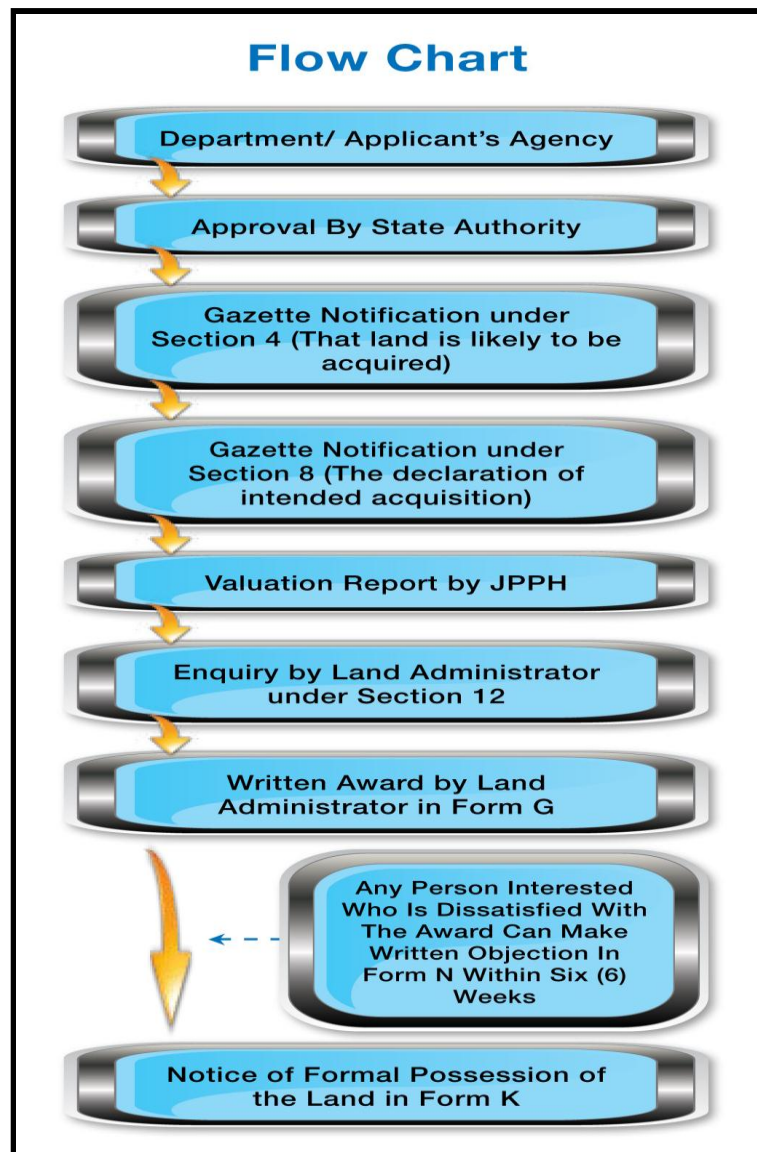 Flow Chart
Department/ Applicant's Agency
Approval By State Authority
Gazette Notification under
Section 4 (That land is likely to be
acquired)
Gazette Notification under
Section 8 (The declaration of
intended acquisition)
Valuation Report by JPPH
Enquiry by Land Administrator
under Section 12
Written Award by Land
Administrator in Form G
Any Person Interested
Who Is Dissatisfied With
The Award Can Make
Written Objection In
Form N Within Six (6)
Weeks
Notice of Formal Possession of
the Land in Form K